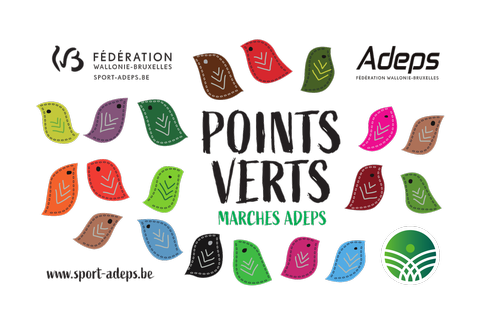 FÉDÉRATION
WALLONIE-BRUXELLES
SPORT-ADEPS.BE
Adeps
FÉDÉRATION WALLONIE-BRUXELLES
POINTS
VERTS
MARCHES ADEPS
www.sport-adeps.be